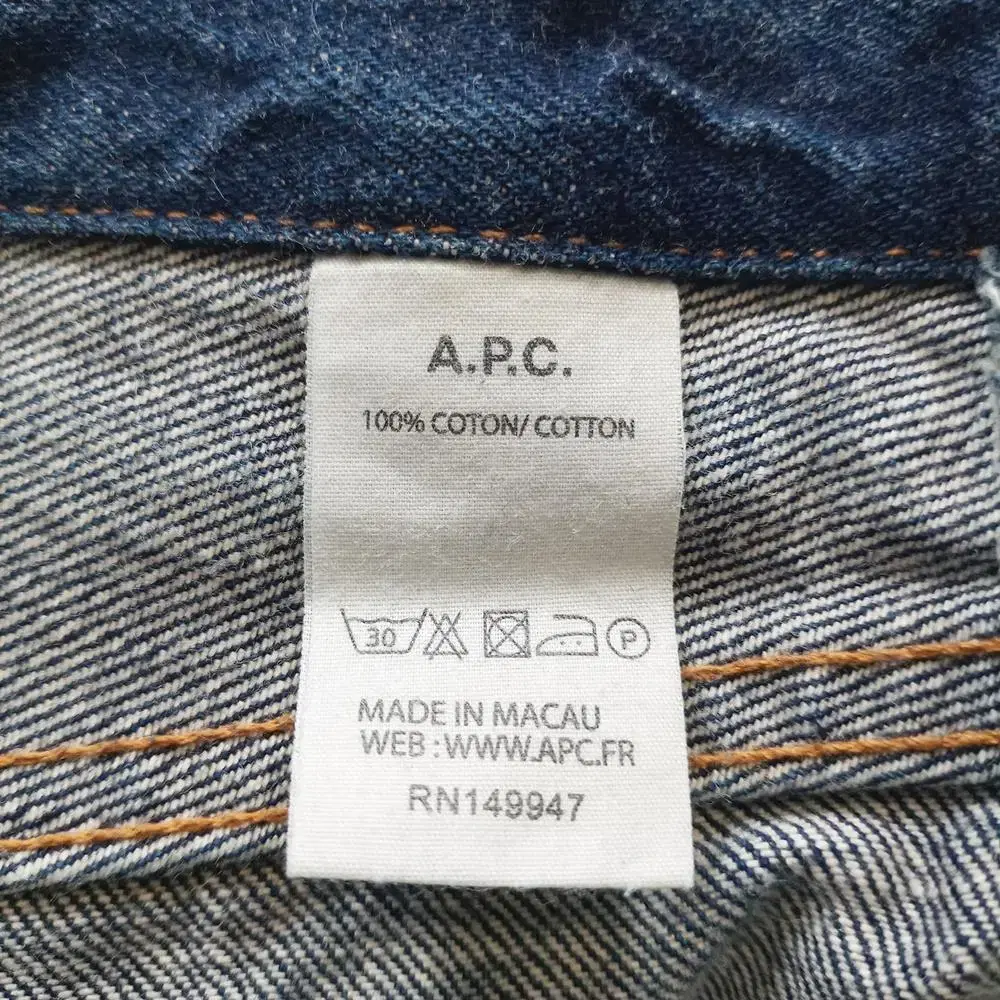 A.P.C.
100% COTON/ COTTON
30 P
MADE IN MACAU
WEB : WWW.APC.FR
RN149947